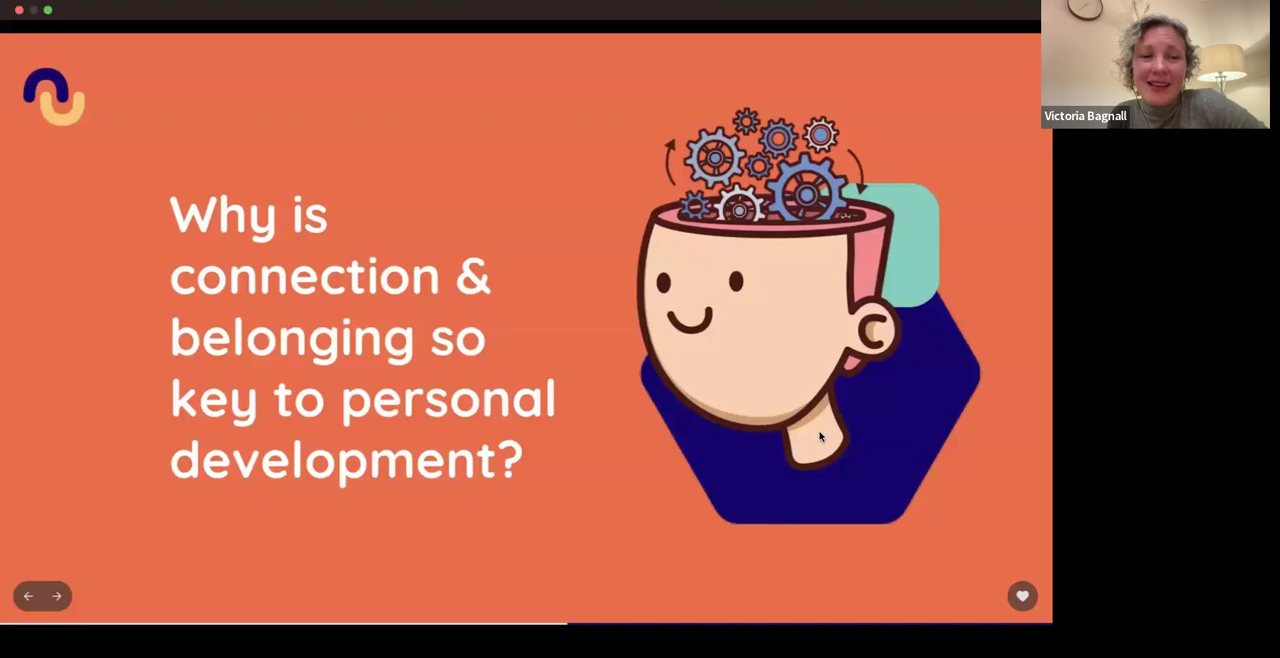 Why is
connection &
belonging so
key to personal
development?
Victoria Bagnall